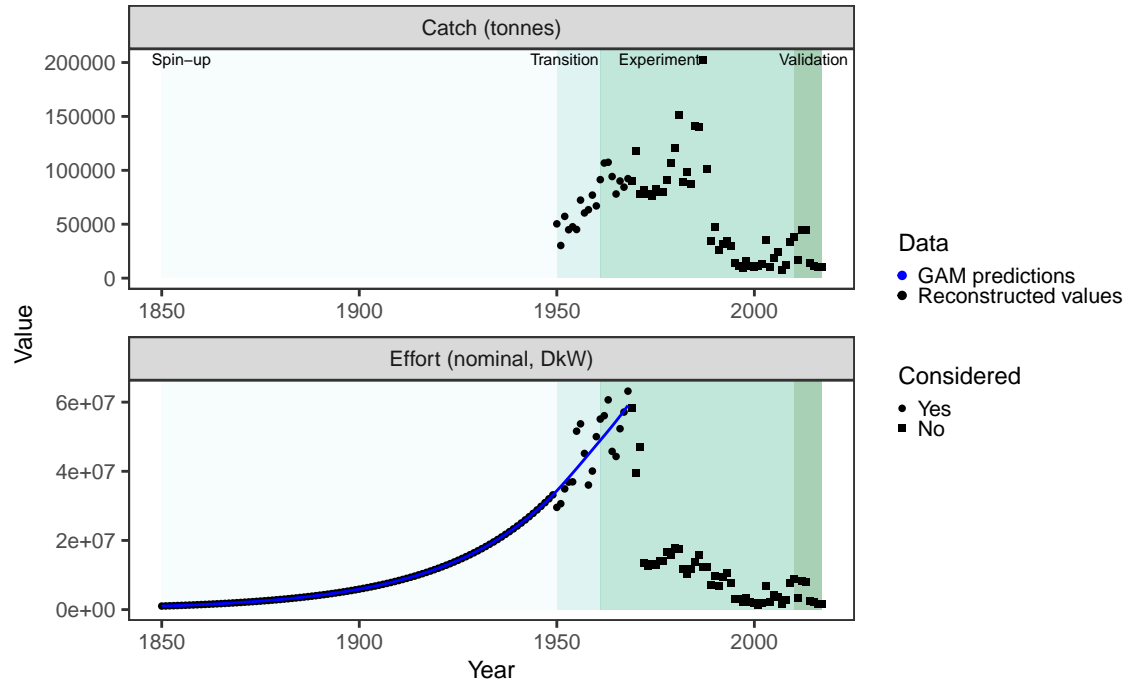 Catch (tonnes)
Spin−up
Transition
Experiment
Validation
200000
150000
100000
50000
0
1850
1900
1950
2000
Value
Effort (nominal, DkW)
6e+07
4e+07
2e+07
0e+00
1850
1900
1950
2000
Year
Data
GAM predictions
Reconstructed values
Considered
Yes
No